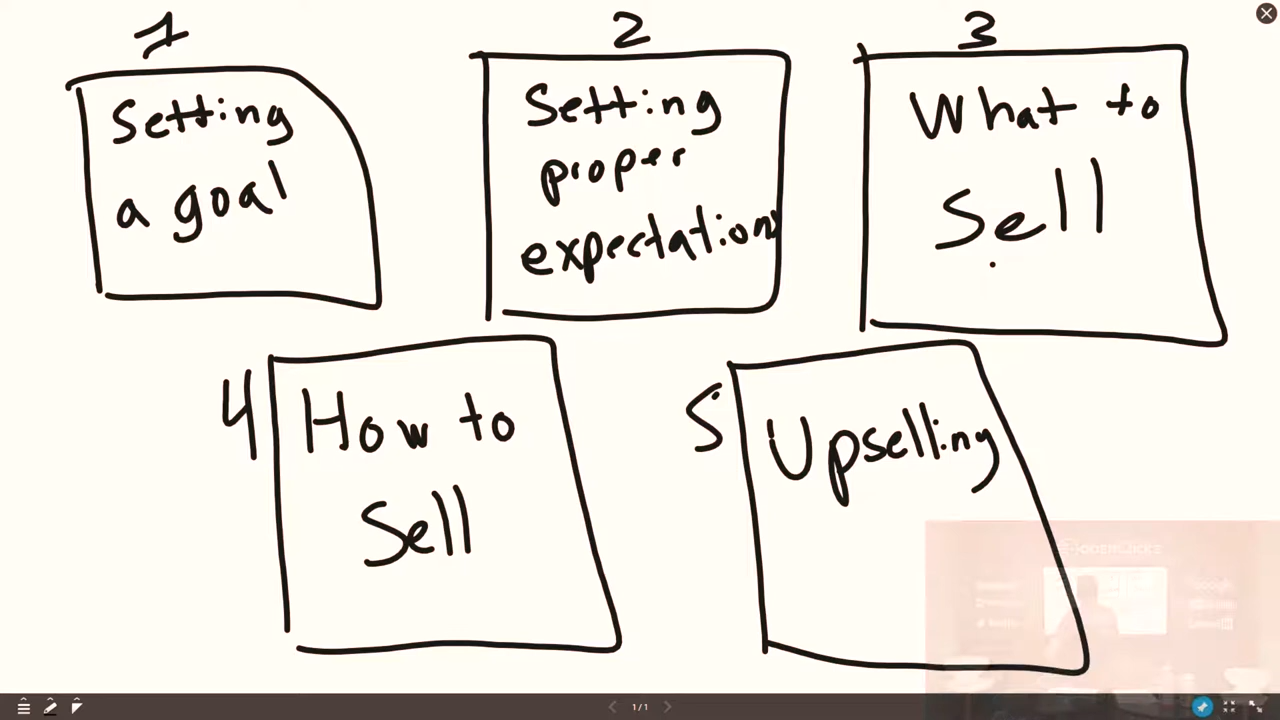 1
Setting
a goal
2
Setting
proper
expectations
3
What to
Sell
4
How to
Sell
5
Upselling
1/1